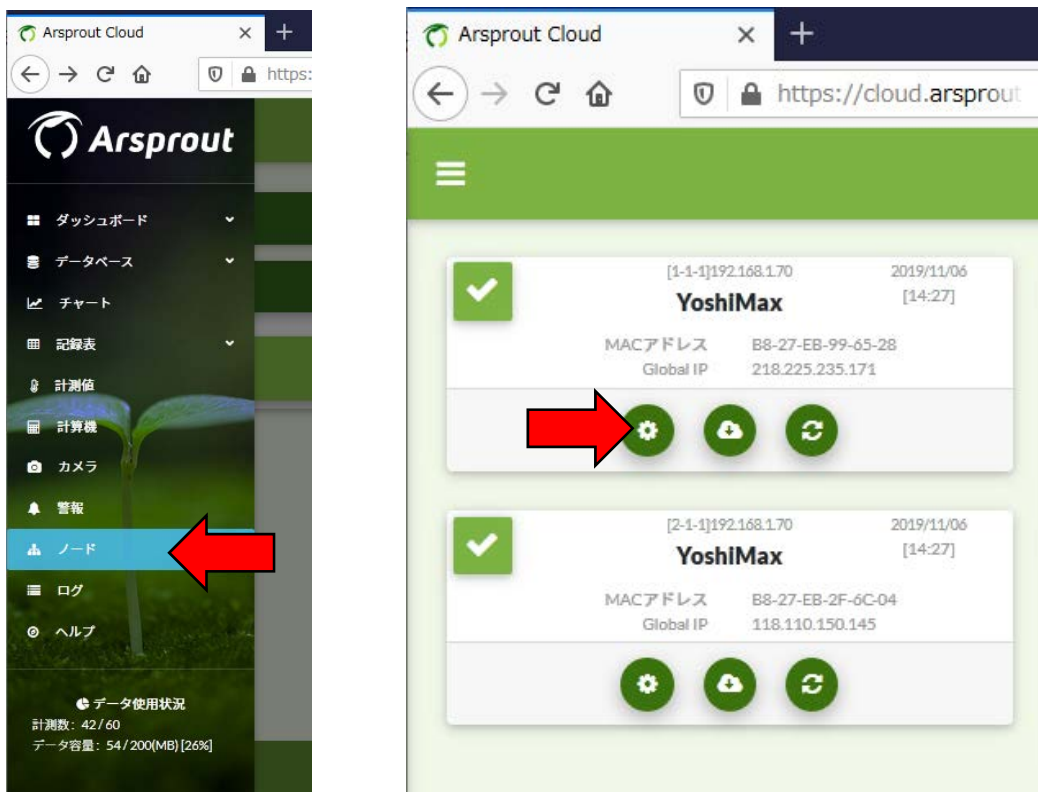 Arsprout Cloud
https:
Arsprout
ダッシュボード
データベース
チャート
記録表
計測値
計算機
カメラ
警報
ノード
ログ
ヘルプ
データ使用状況
計測数: 42/60
データ容量: 54/200(MB) [26%]
Arsprout Cloud
https://cloud.arsprout
[1-1-1]192.168.1.70 2019/11/06
YoshiMax [14:27]
MACアドレス B8-27-EB-99-65-28
Global IP 218.225.235.171
[2-1-1]192.168.1.70 2019/11/06
YoshiMax [14:27]
MACアドレス B8-27-EB-2F-6C-04
Global IP 118.110.150.145